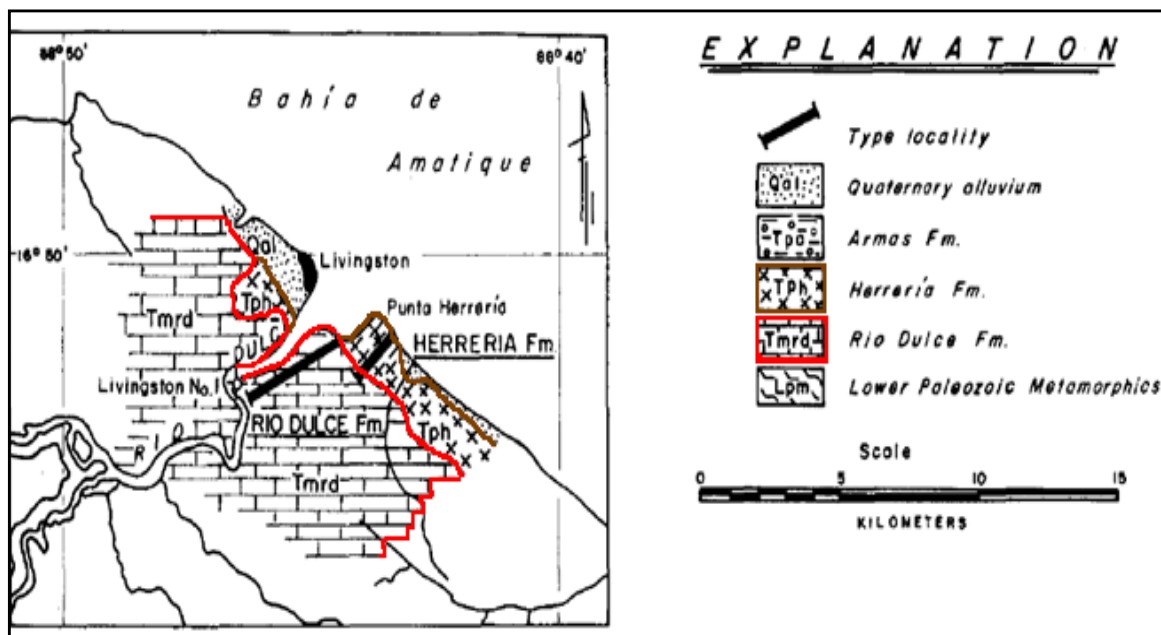 88°50'
88°40'
Bahía de
Amatique
16°50'
Qal
Livingston
Tph
Punta Herrería
Tmrd
DULCE
HERRERIA Fm.
Livingston No.1
RIO DULCE Fm.
RIO
Tph
Tmrd
EXPLANATION
Type locality
Qal Quaternary alluvium
Tpa Armas Fm.
Tph Herrería Fm.
Tmrd Rio Dulce Fm.
Lpm Lower Paleozoic Metamorphics
Scale
0 5 10 15
KILOMETERS